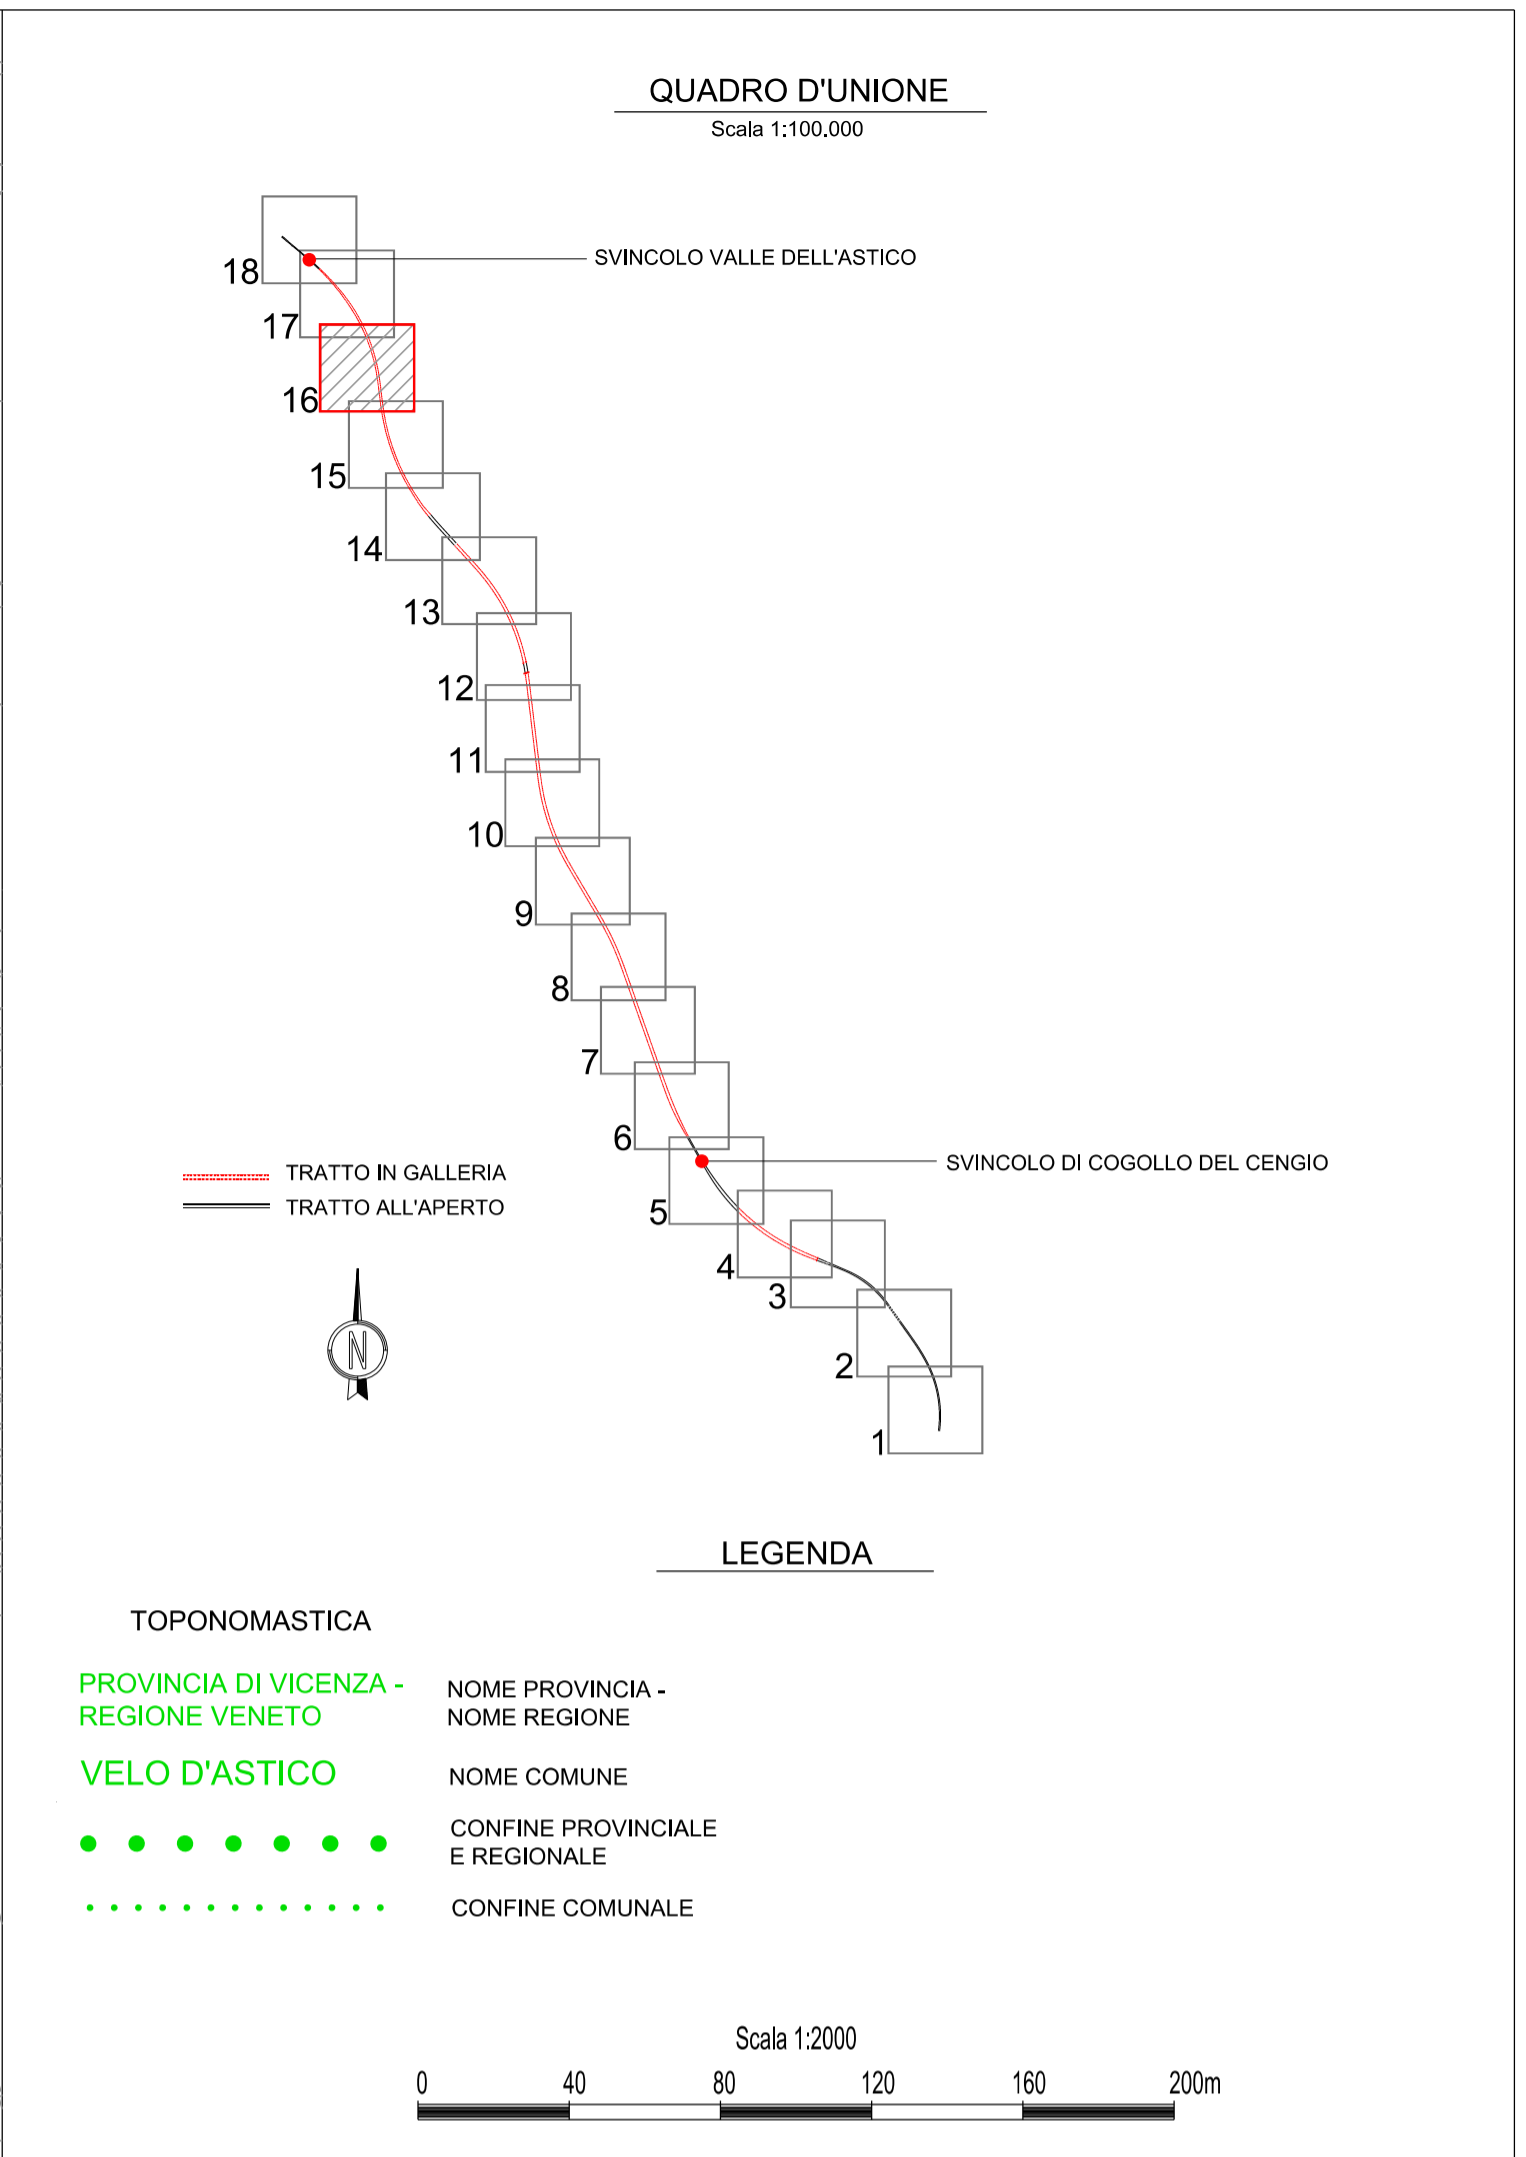 QUADRO D'UNIONE
Scala 1:100.000
SVINCOLO VALLE DELL'ASTICO
18
17
16
15
14
13
12
11
10
9
8
7
6
SVINCOLO DI COGOLLO DEL CENGIO
5
4
3
2
1
TRATTO IN GALLERIA
TRATTO ALL'APERTO
N
LEGENDA
TOPONOMASTICA
PROVINCIA DI VICENZA -
REGIONE VENETO
NOME PROVINCIA -
NOME REGIONE
VELO D'ASTICO
NOME COMUNE
CONFINE PROVINCIALE
E REGIONALE
CONFINE COMUNALE
Scala 1:2000
0 40 80 120 160 200m